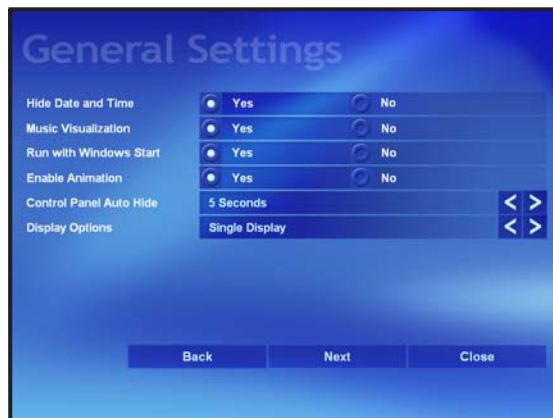 General Settings
Hide Date and Time Yes No
Music Visualization Yes No
Run with Windows Start Yes No
Enable Animation Yes No
Control Panel Auto Hide 5 Seconds < >
Display Options Single Display < >
Back Next Close